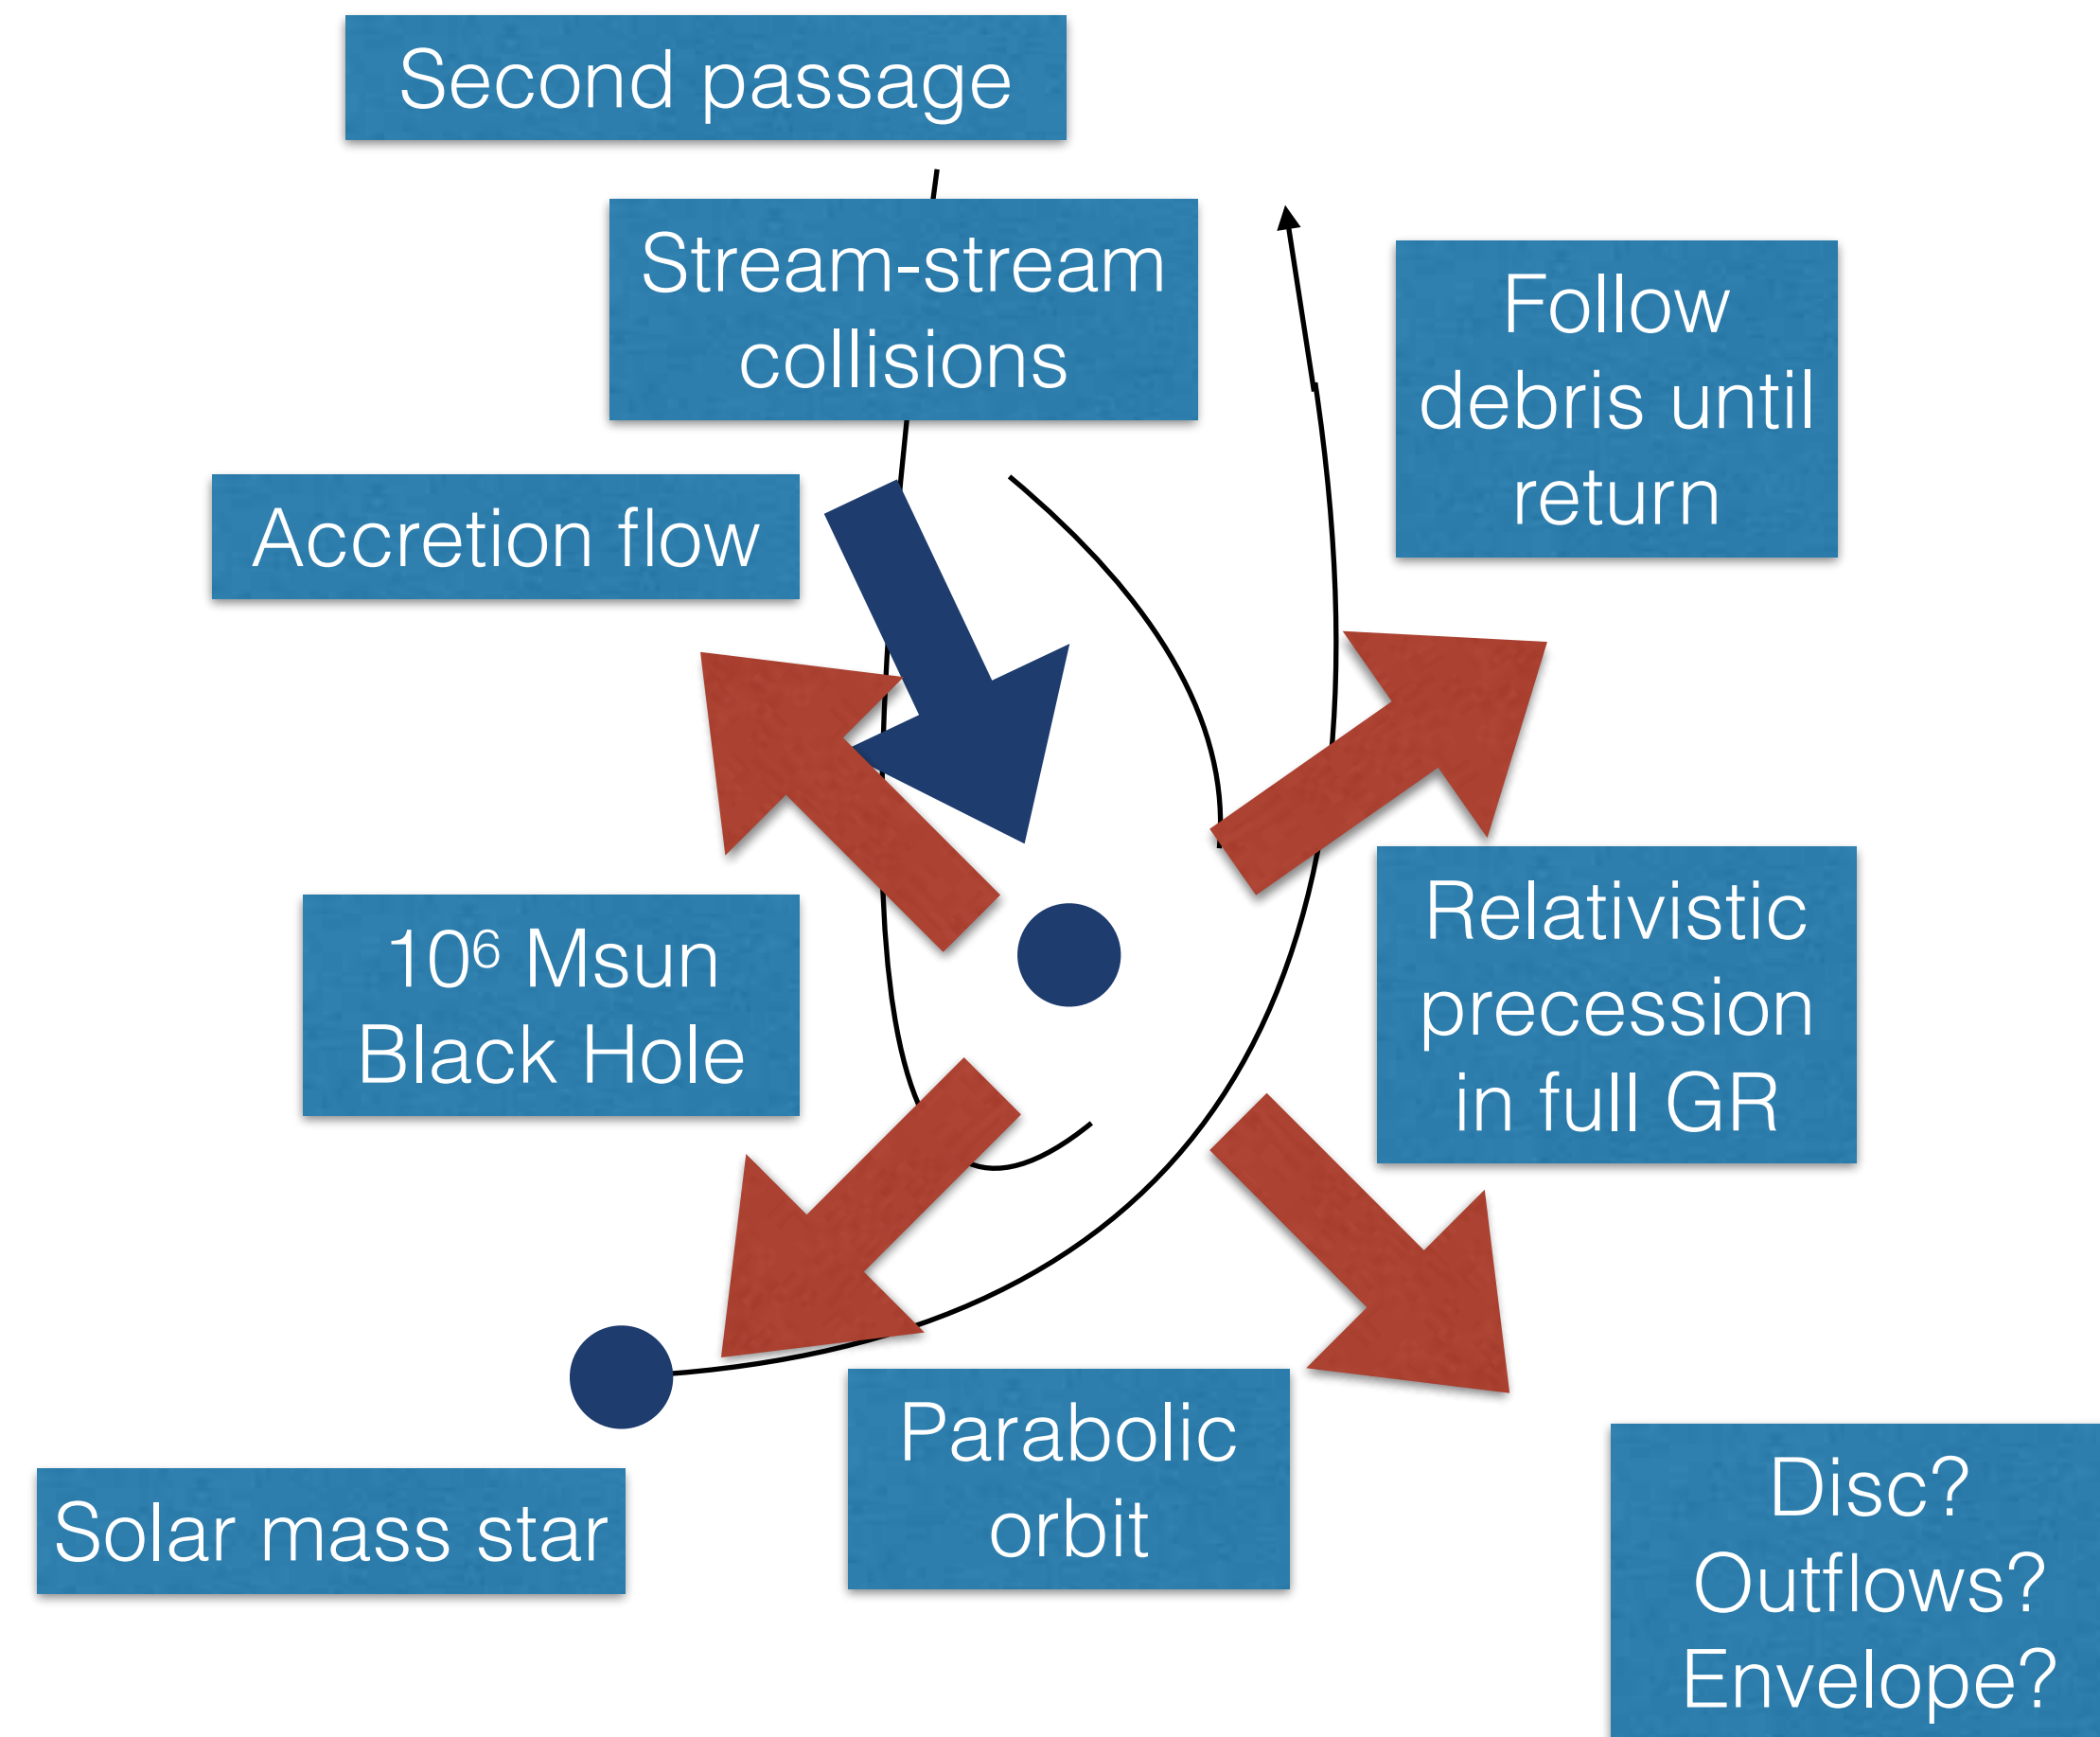 Second passage
Stream-stream
collisions
Follow
debris until
return
Accretion flow
10⁶ Msun
Black Hole
Relativistic
precession
in full GR
Parabolic
orbit
Solar mass star
Disc?
Outflows?
Envelope?